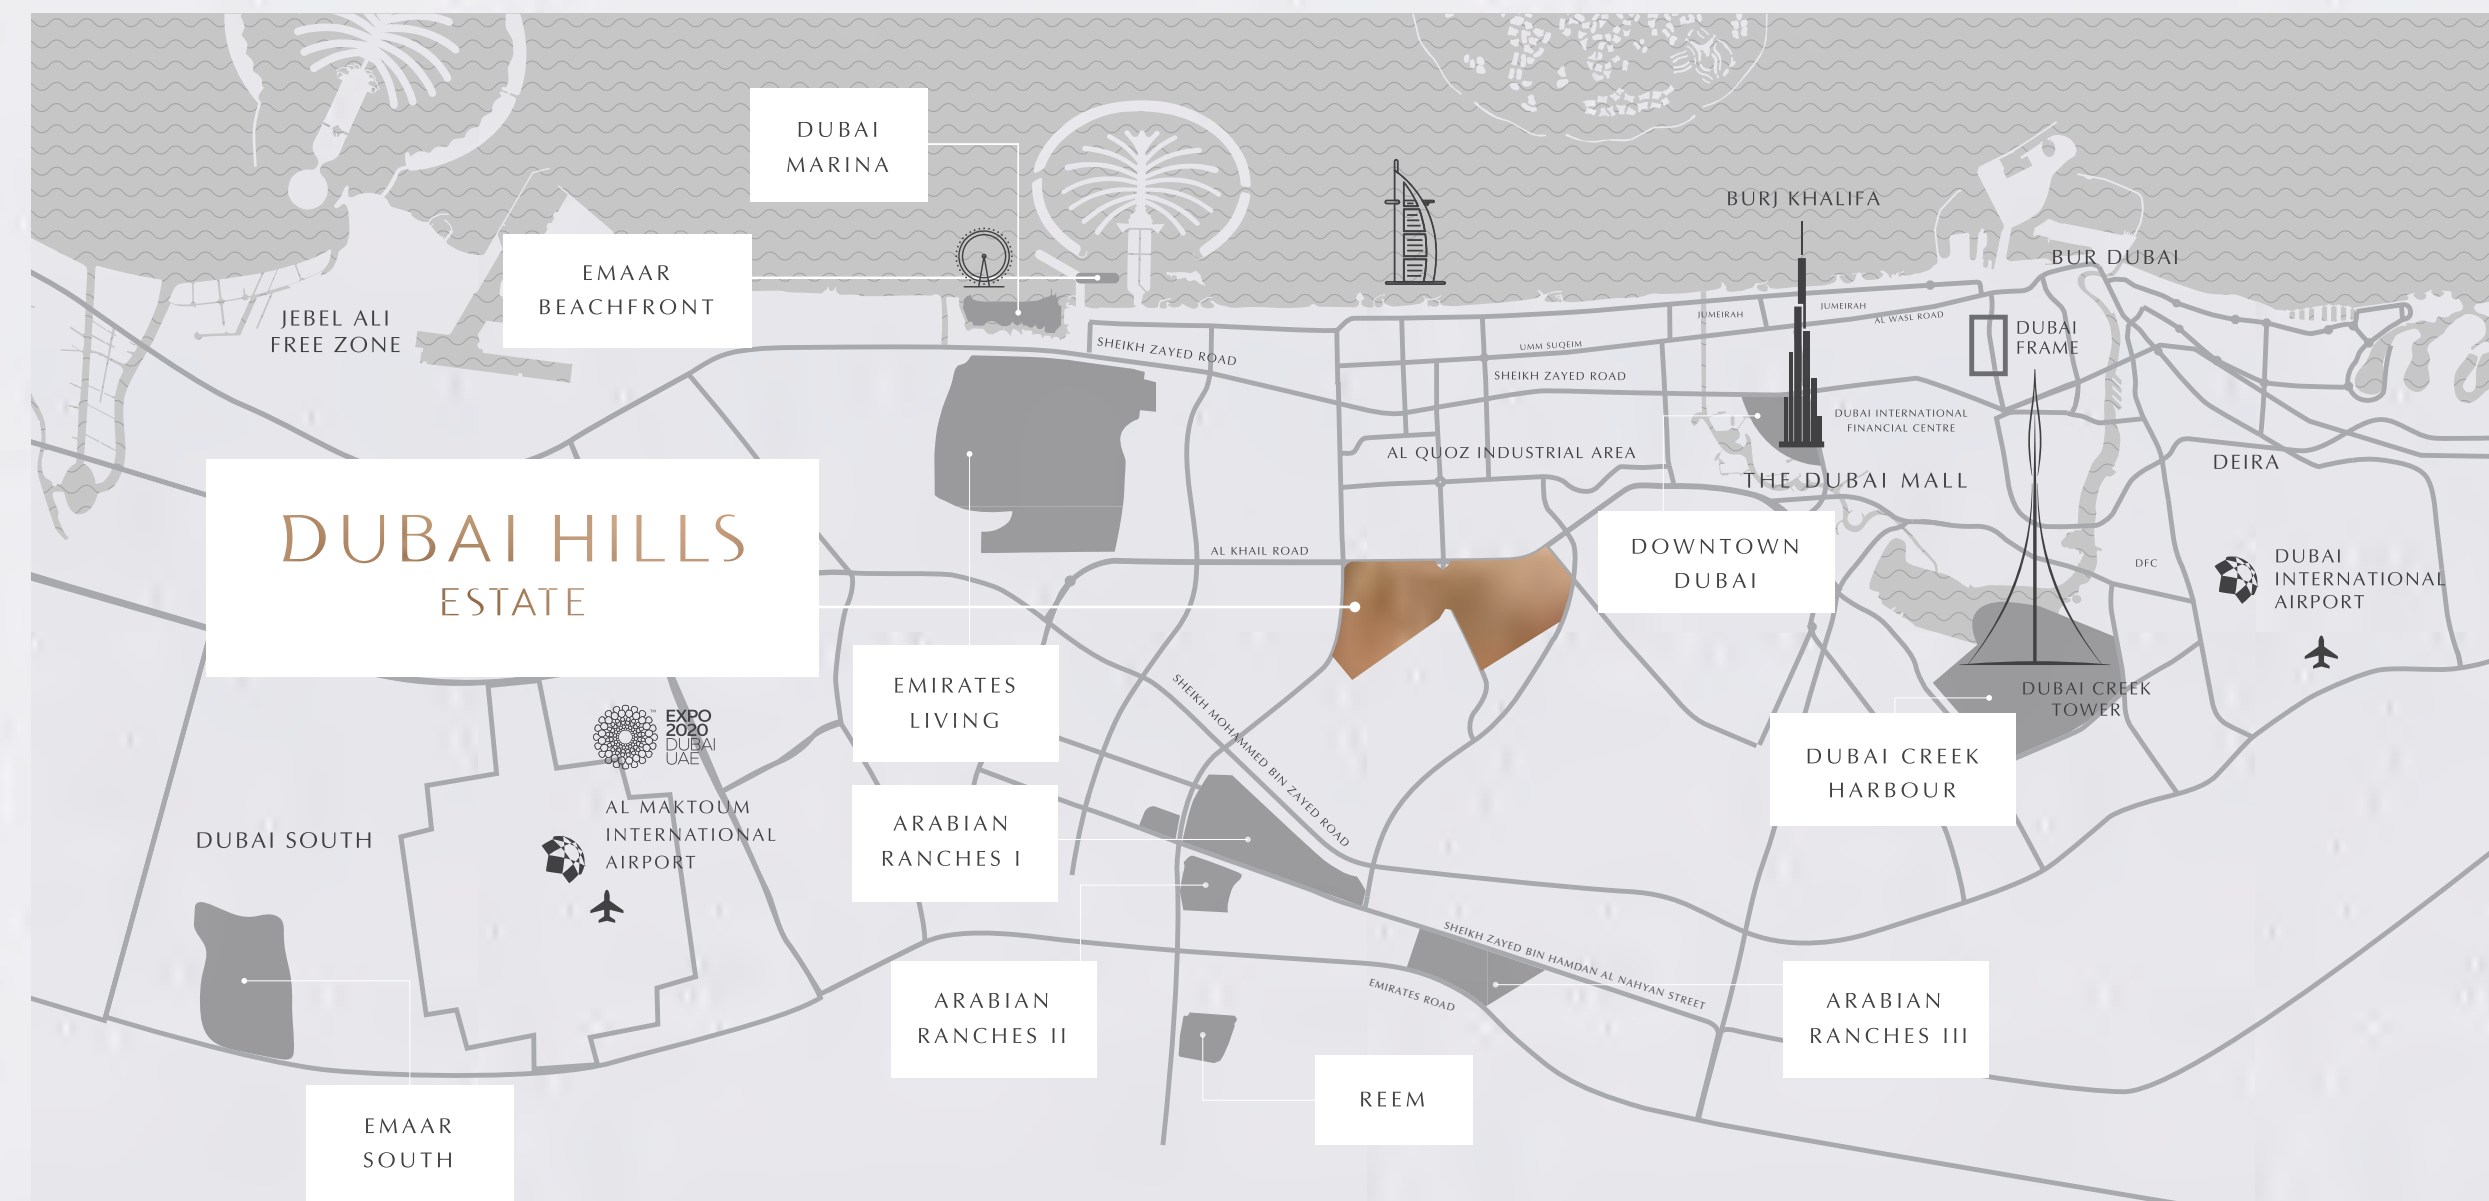 DUBAI
MARINA
BURJ KHALIFA
BUR DUBAI
EMAAR
BEACHFRONT
JEBEL ALI
FREE ZONE
JUMEIRAH
JUMEIRAH
AL WASL ROAD
DUBAI
FRAME
SHEIKH ZAYED ROAD
UMM SUQEIM
SHEIKH ZAYED ROAD
DUBAI INTERNATIONAL
FINANCIAL CENTRE
AL QUOZ INDUSTRIAL AREA
THE DUBAI MALL
DEIRA
DUBAI HILLS
ESTATE
AL KHAIL ROAD
DOWNTOWN
DUBAI
DFC
DUBAI
INTERNATIONAL
AIRPORT
EMIRATES
LIVING
SHEIKH MOHAMMED BIN ZAYED ROAD
DUBAI CREEK
TOWER
DUBAI CREEK
HARBOUR
EXPO
2020
DUBAI
UAE
TM
AL MAKTOUM
INTERNATIONAL
AIRPORT
DUBAI SOUTH
ARABIAN
RANCHES I
SHEIKH ZAYED BIN HAMDAN AL NAHYAN STREET
EMIRATES ROAD
ARABIAN
RANCHES II
ARABIAN
RANCHES III
REEM
EMAAR
SOUTH